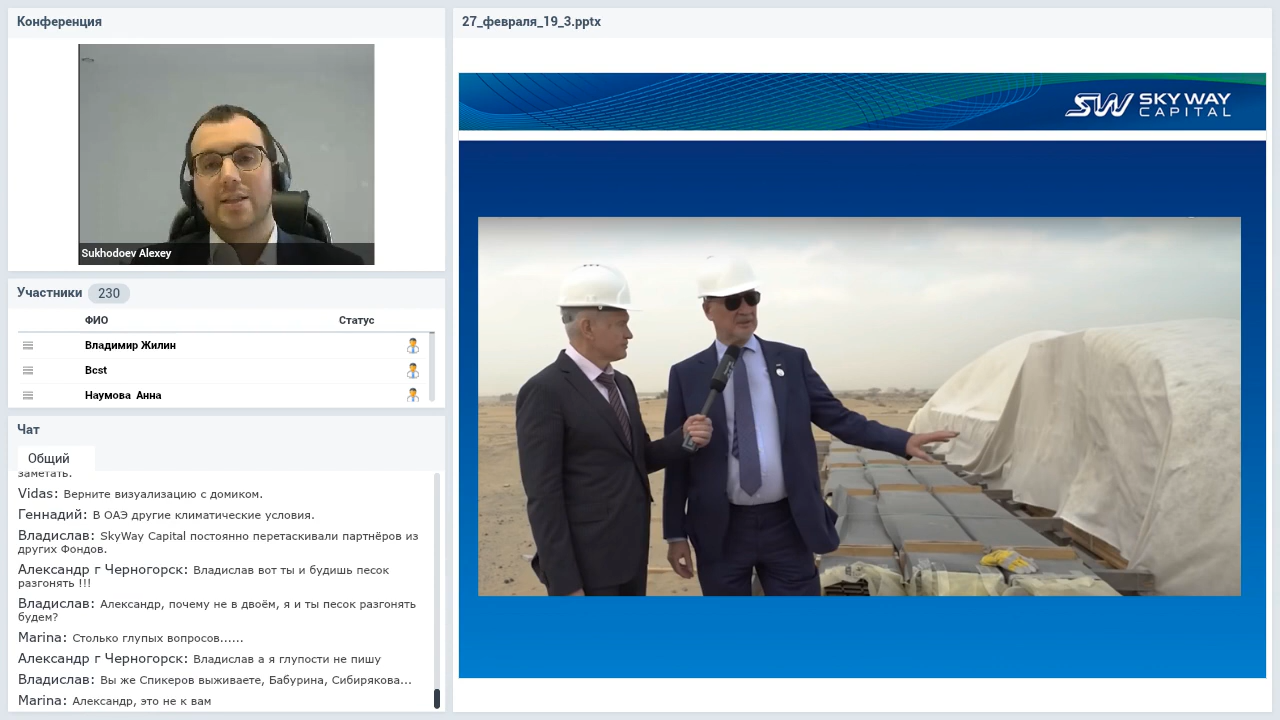 Конференция
Sukhodoev Alexey
Участники 230
ФИО Статус
Владимир Жилин
Bcst
Наумова Анна
Чат
Общий
заметать.
Vidas: Верните визуализацию с домиком.
Геннадий: В ОАЭ другие климатические условия.
Владислав: SkyWay Capital постоянно перетаскивали партнёров из
других Фондов.
Александр г Черногорск: Владислав вот ты и будишь песок
разгонять !!!
Владислав: Александр, почему не в двоём, я и ты песок разгонять
будем?
Marina: Столько глупых вопросов......
Александр г Черногорск: Владислав а я глупости не пишу
Владислав: Вы же Спикеров выживаете, Бабурина, Сибирякова...
Marina: Александр, это не к вам
27_февраля_19_3.pptx
SW SKY WAY
CAPITAL